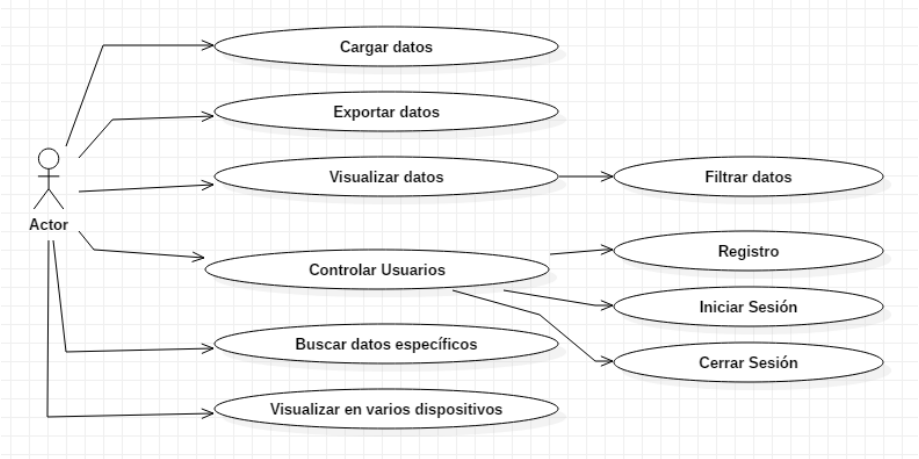 Cargar datos
Exportar datos
Visualizar datos
Filtrar datos
Actor
Controlar Usuarios
Registro
Iniciar Sesión
Buscar datos específicos
Cerrar Sesión
Visualizar en varios dispositivos